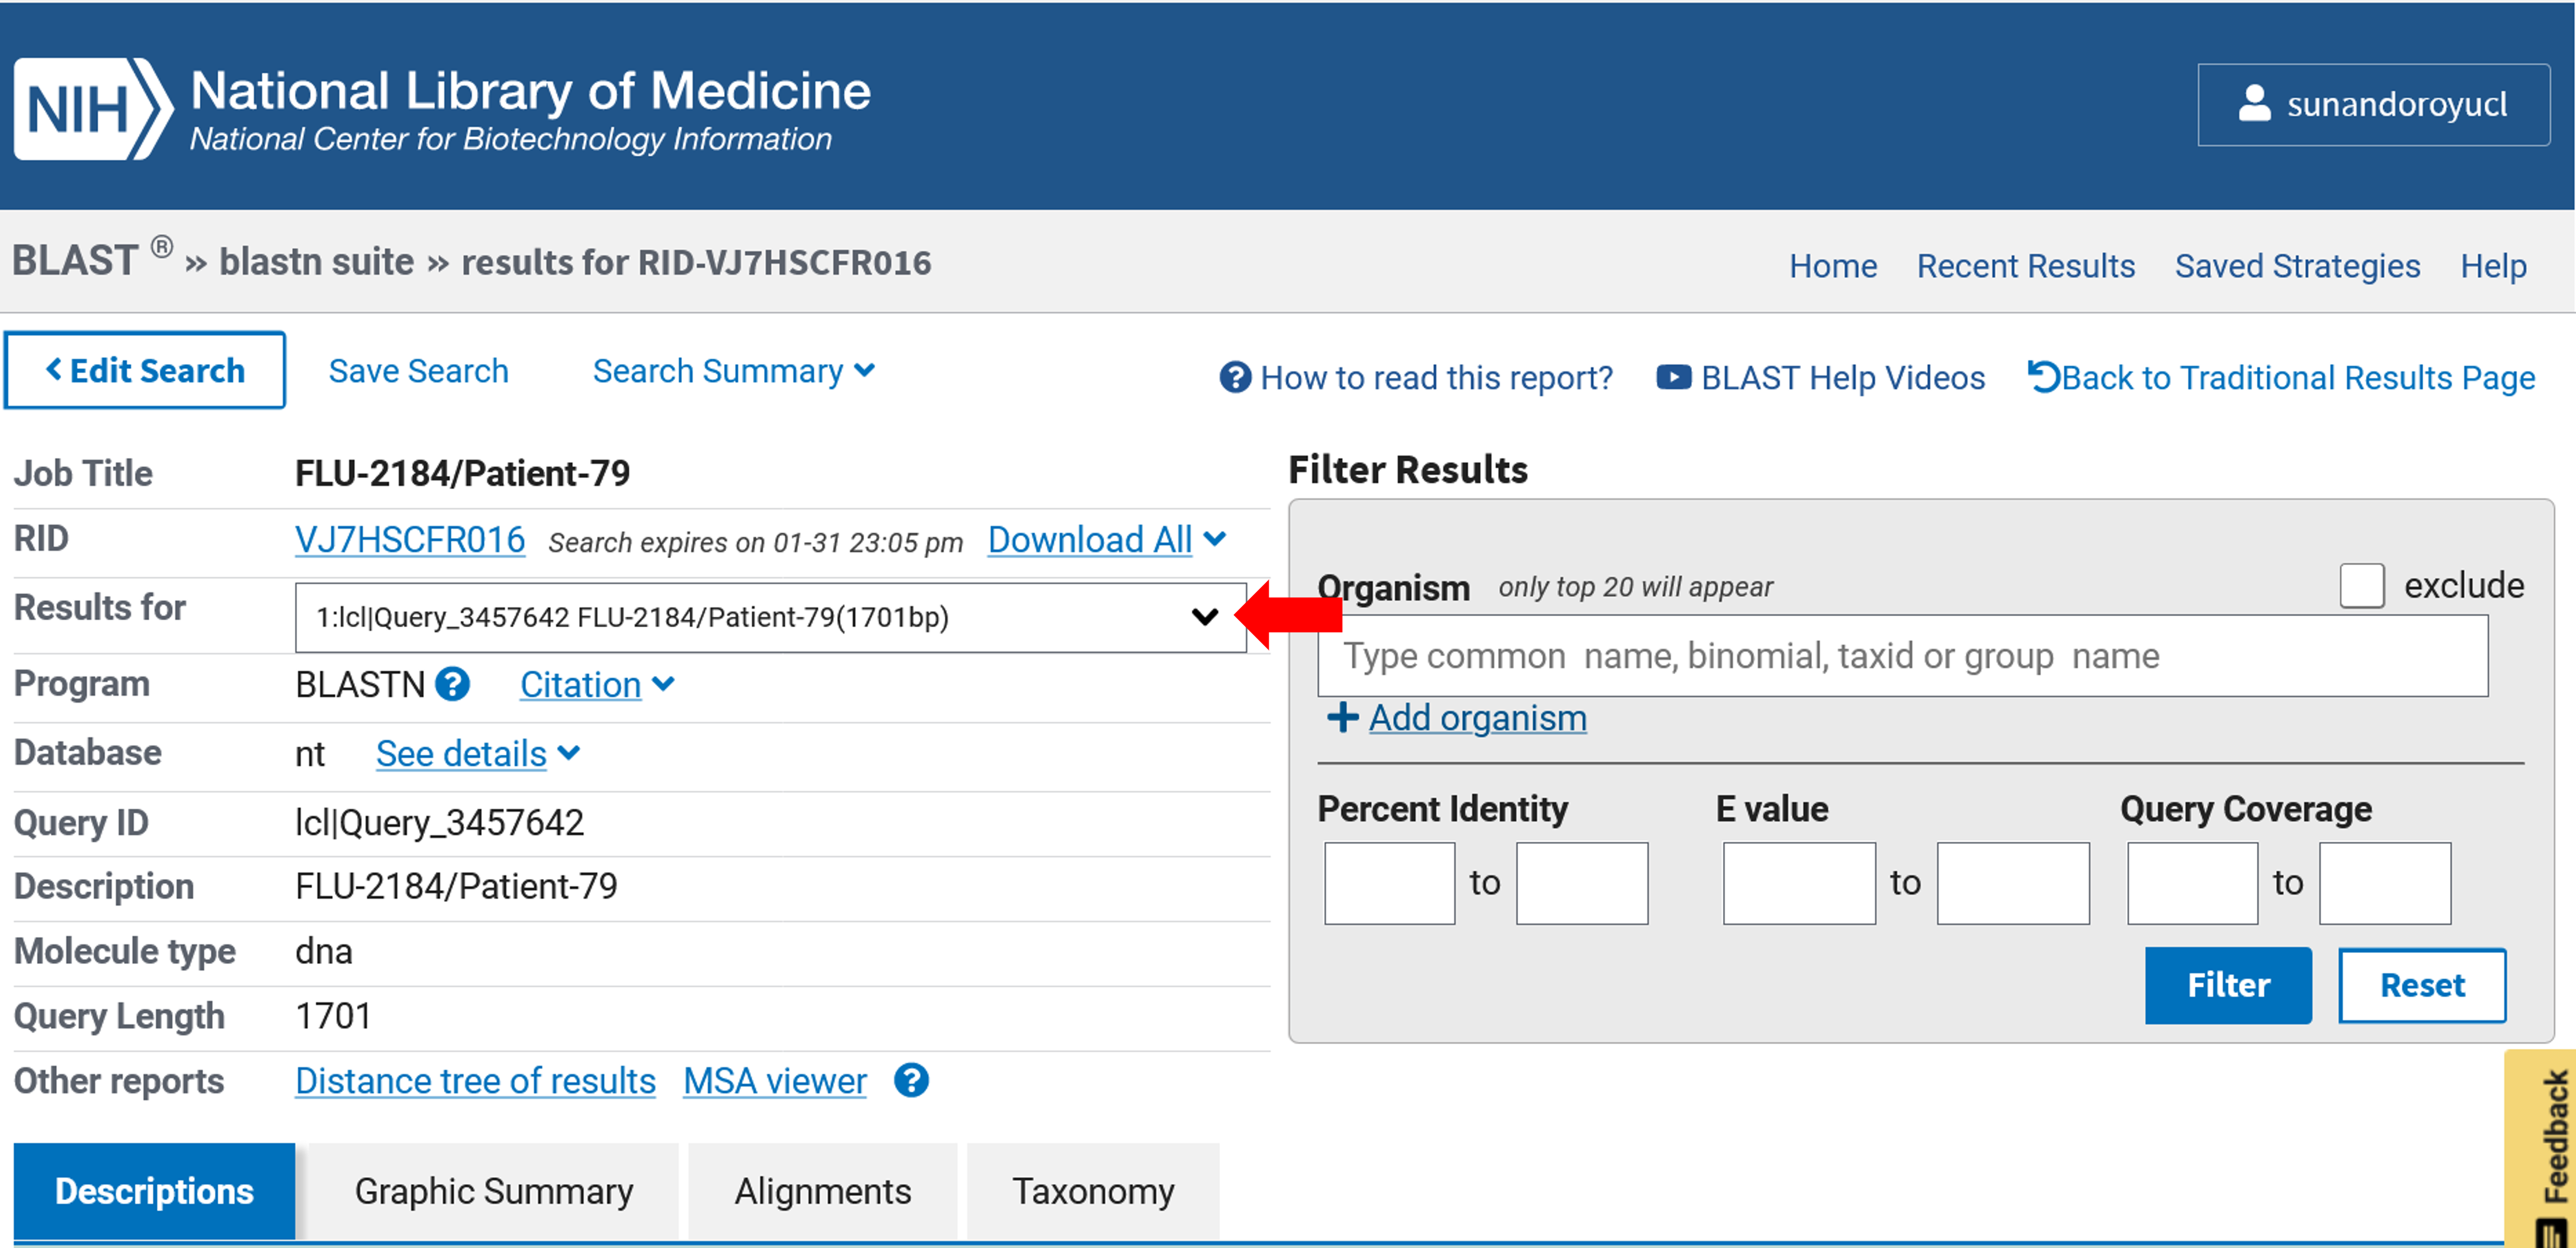 NIH National Library of Medicine
National Center for Biotechnology Information
sunandoroyucl
BLAST ® » blastn suite » results for RID-VJ7HSCFR016
Home Recent Results Saved Strategies Help
Edit Search Save Search Search Summary
How to read this report? BLAST Help Videos Back to Traditional Results Page
Job Title FLU-2184/Patient-79
RID VJ7HSCFR016 Search expires on 01-31 23:05 pm Download All
Results for 1:lcl|Query_3457642 FLU-2184/Patient-79(1701bp)
Program BLASTN ? Citation
Database nt See details
Query ID lcl|Query_3457642
Description FLU-2184/Patient-79
Molecule type dna
Query Length 1701
Other reports Distance tree of results MSA viewer ?
Filter Results
Organism only top 20 will appear exclude
Type common name, binomial, taxid or group name
+ Add organism
Percent Identity E value Query Coverage
to to to
Filter Reset
Descriptions Graphic Summary Alignments Taxonomy
Feedback